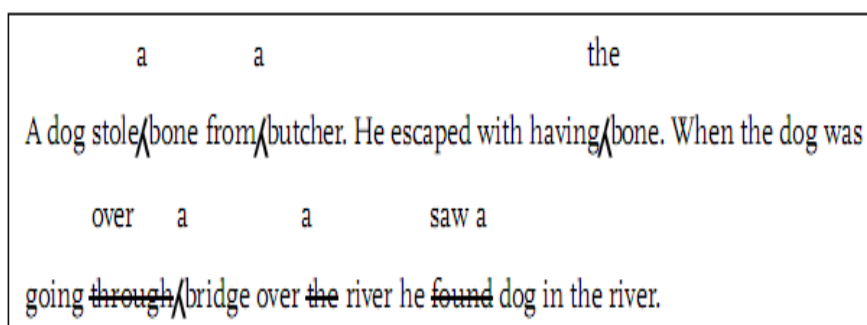 a a the
A dog stole bone from butcher. He escaped with having bone. When the dog was
over a a saw a
going through bridge over the river he found dog in the river.